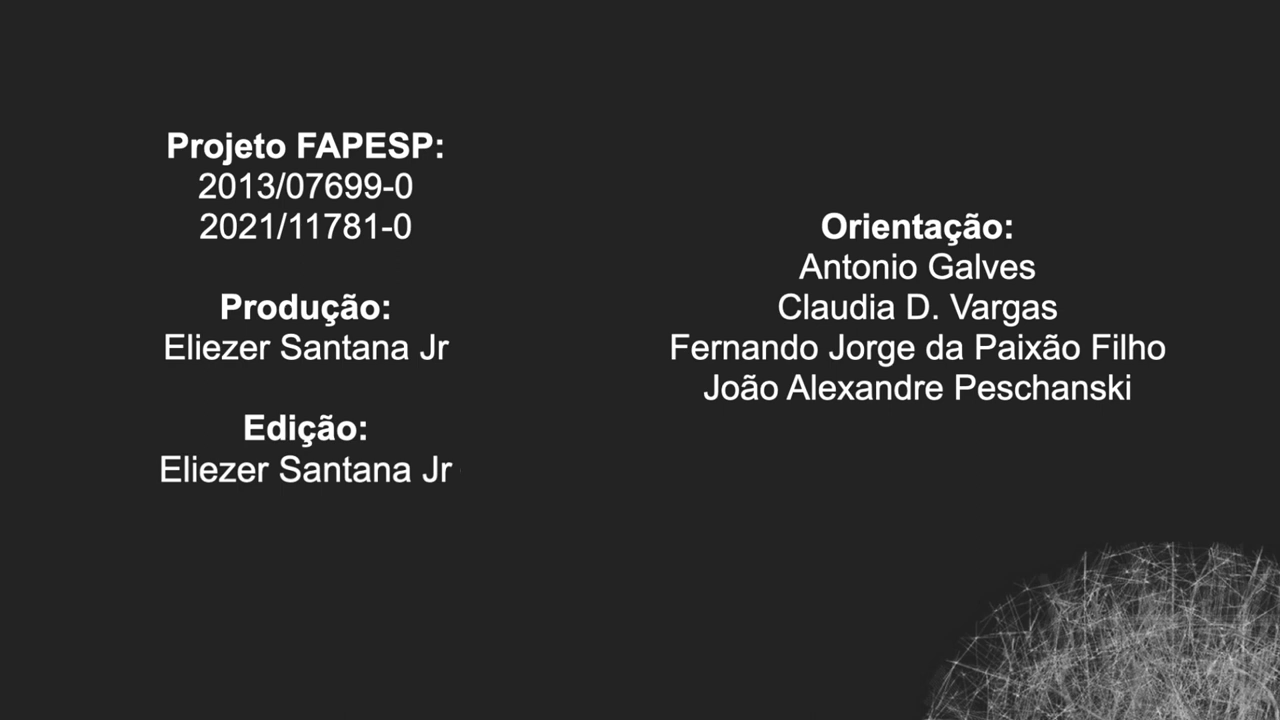 Projeto FAPESP:
2013/07699-0
2021/11781-0
Produção:
Eliezer Santana Jr
Edição:
Eliezer Santana Jr
Orientação:
Antonio Galves
Claudia D. Vargas
Fernando Jorge da Paixão Filho
João Alexandre Peschanski